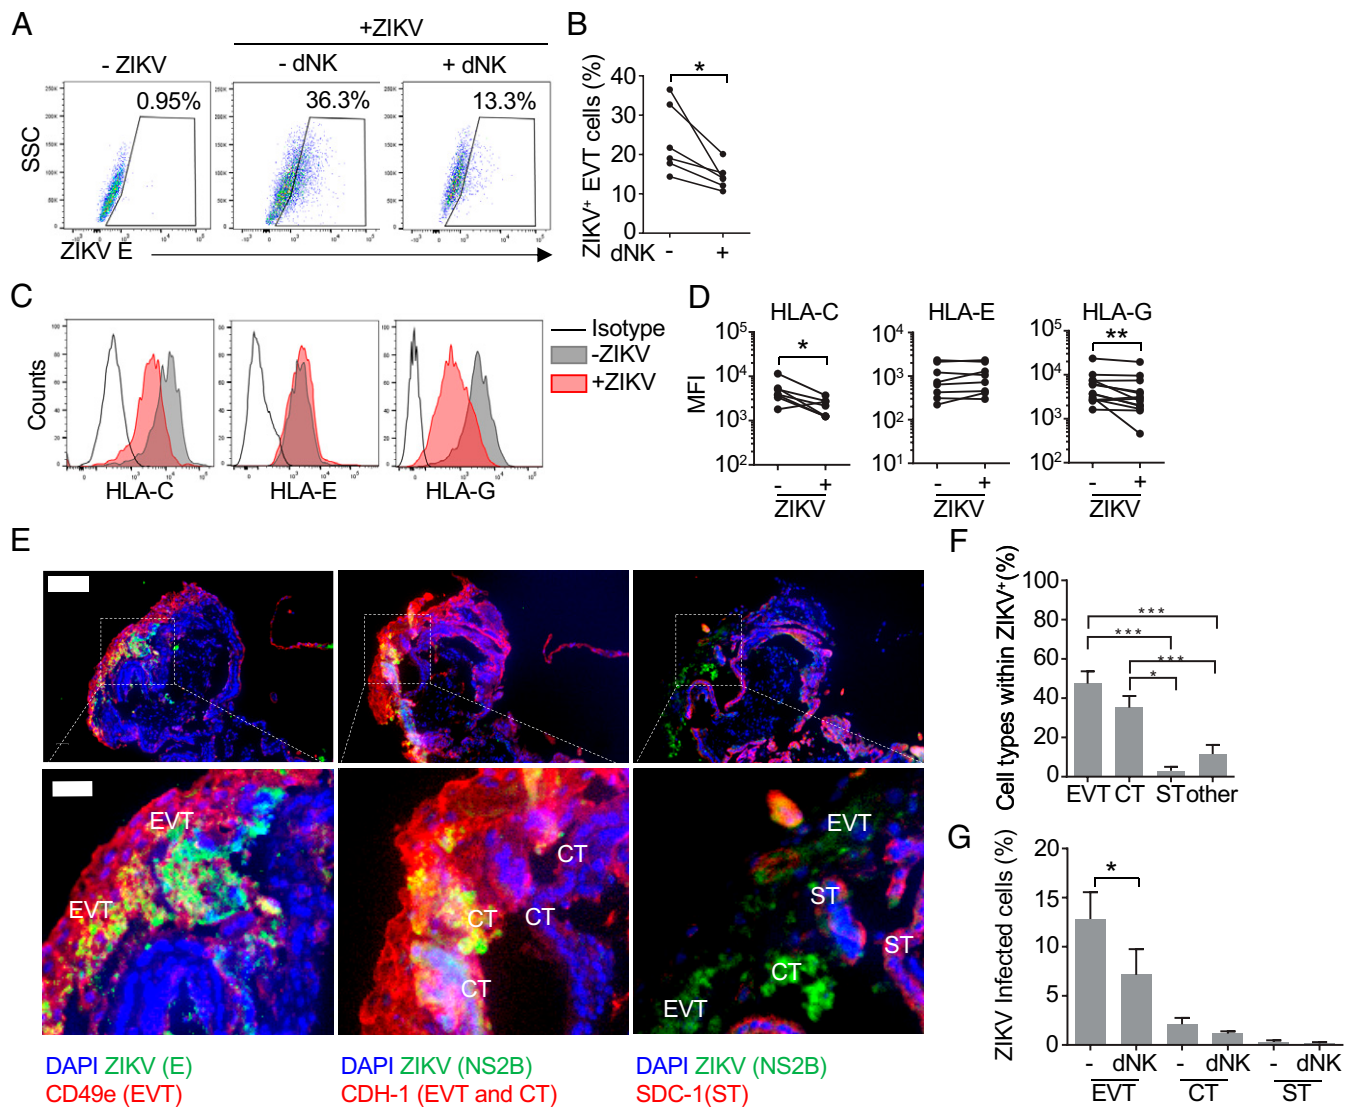 A
+ZIKV
- ZIKV
- dNK
+ dNK
0.95%
36.3%
13.3%
SSC
ZIKV E
B
*
ZIKV⁺ EVT cells (%)
40
30
20
10
0
dNK - +
C
Counts
HLA-C
HLA-E
HLA-G
Isotype
-ZIKV
+ZIKV
D
HLA-C
HLA-E
HLA-G
MFI
10⁵
10⁴
10³
10²
*
- +
ZIKV
10⁴
10³
10²
10¹
- +
ZIKV
10⁵
10⁴
10³
10²
**
- +
ZIKV
E
EVT
EVT
CT
CT
CT
CT
EVT
ST
ST
CT
EVT
DAPI ZIKV (E)
CD49e (EVT)
DAPI ZIKV (NS2B)
CDH-1 (EVT and CT)
DAPI ZIKV (NS2B)
SDC-1(ST)
F
Cell types within ZIKV⁺(%)
100
80
60
40
20
0
***
***
***
*
EVT CT ST other
G
ZIKV Infected cells (%)
20
15
10
5
0
*
- dNK - dNK - dNK
EVT CT ST